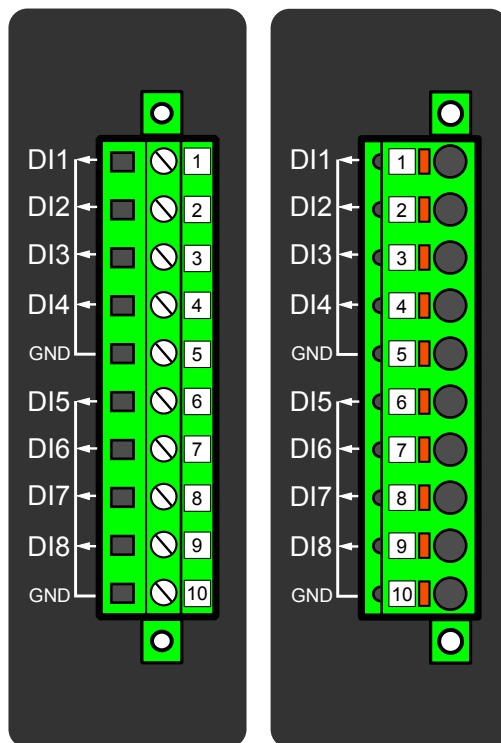 DI1 1 DI1 1
DI2 2 DI2 2
DI3 3 DI3 3
DI4 4 DI4 4
GND 5 GND 5
DI5 6 DI5 6
DI6 7 DI6 7
DI7 8 DI7 8
DI8 9 DI8 9
GND 10 GND 10